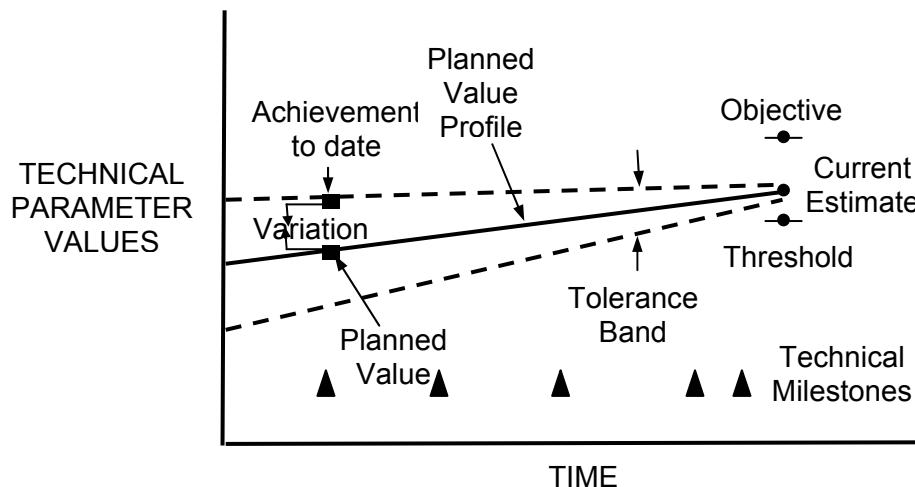 TECHNICAL
PARAMETER
VALUES
Achievement
to date
Variation
Planned
Value
Profile
Planned
Value
Tolerance
Band
Objective
Current
Estimate
Threshold
Technical
Milestones
TIME